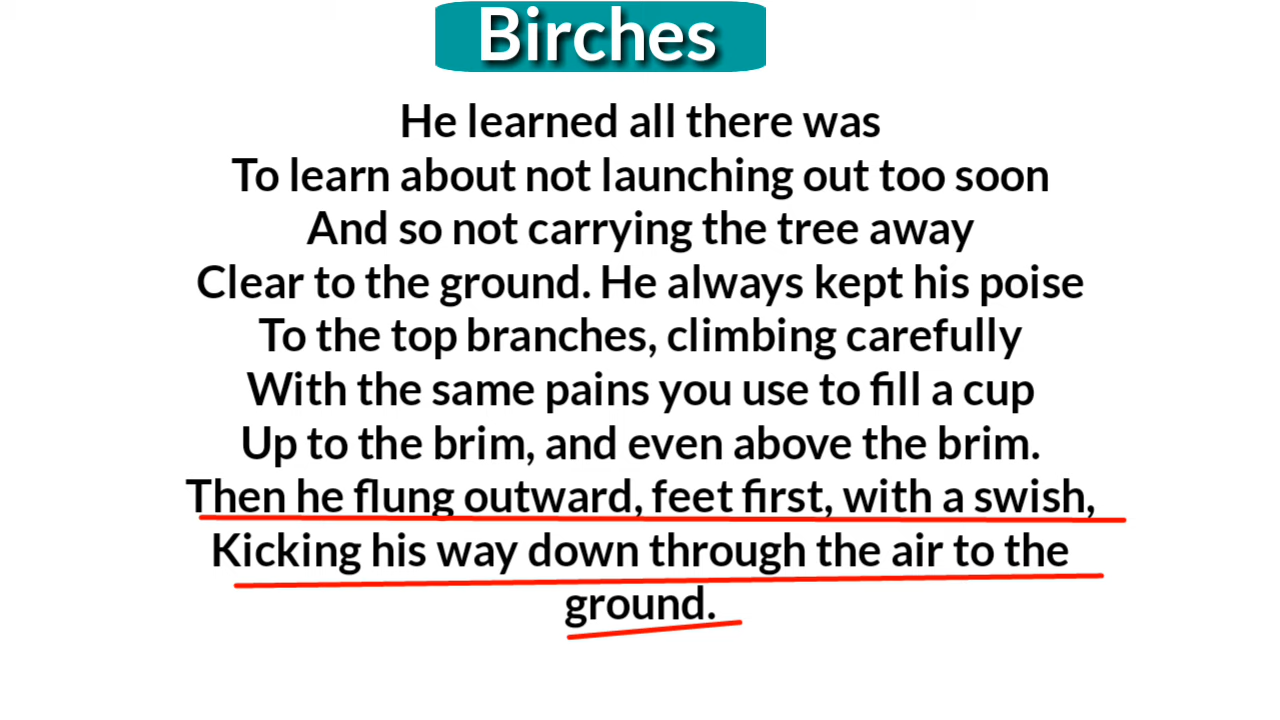 Birches
He learned all there was
To learn about not launching out too soon
And so not carrying the tree away
Clear to the ground. He always kept his poise
To the top branches, climbing carefully
With the same pains you use to fill a cup
Up to the brim, and even above the brim.
Then he flung outward, feet first, with a swish,
Kicking his way down through the air to the
ground.